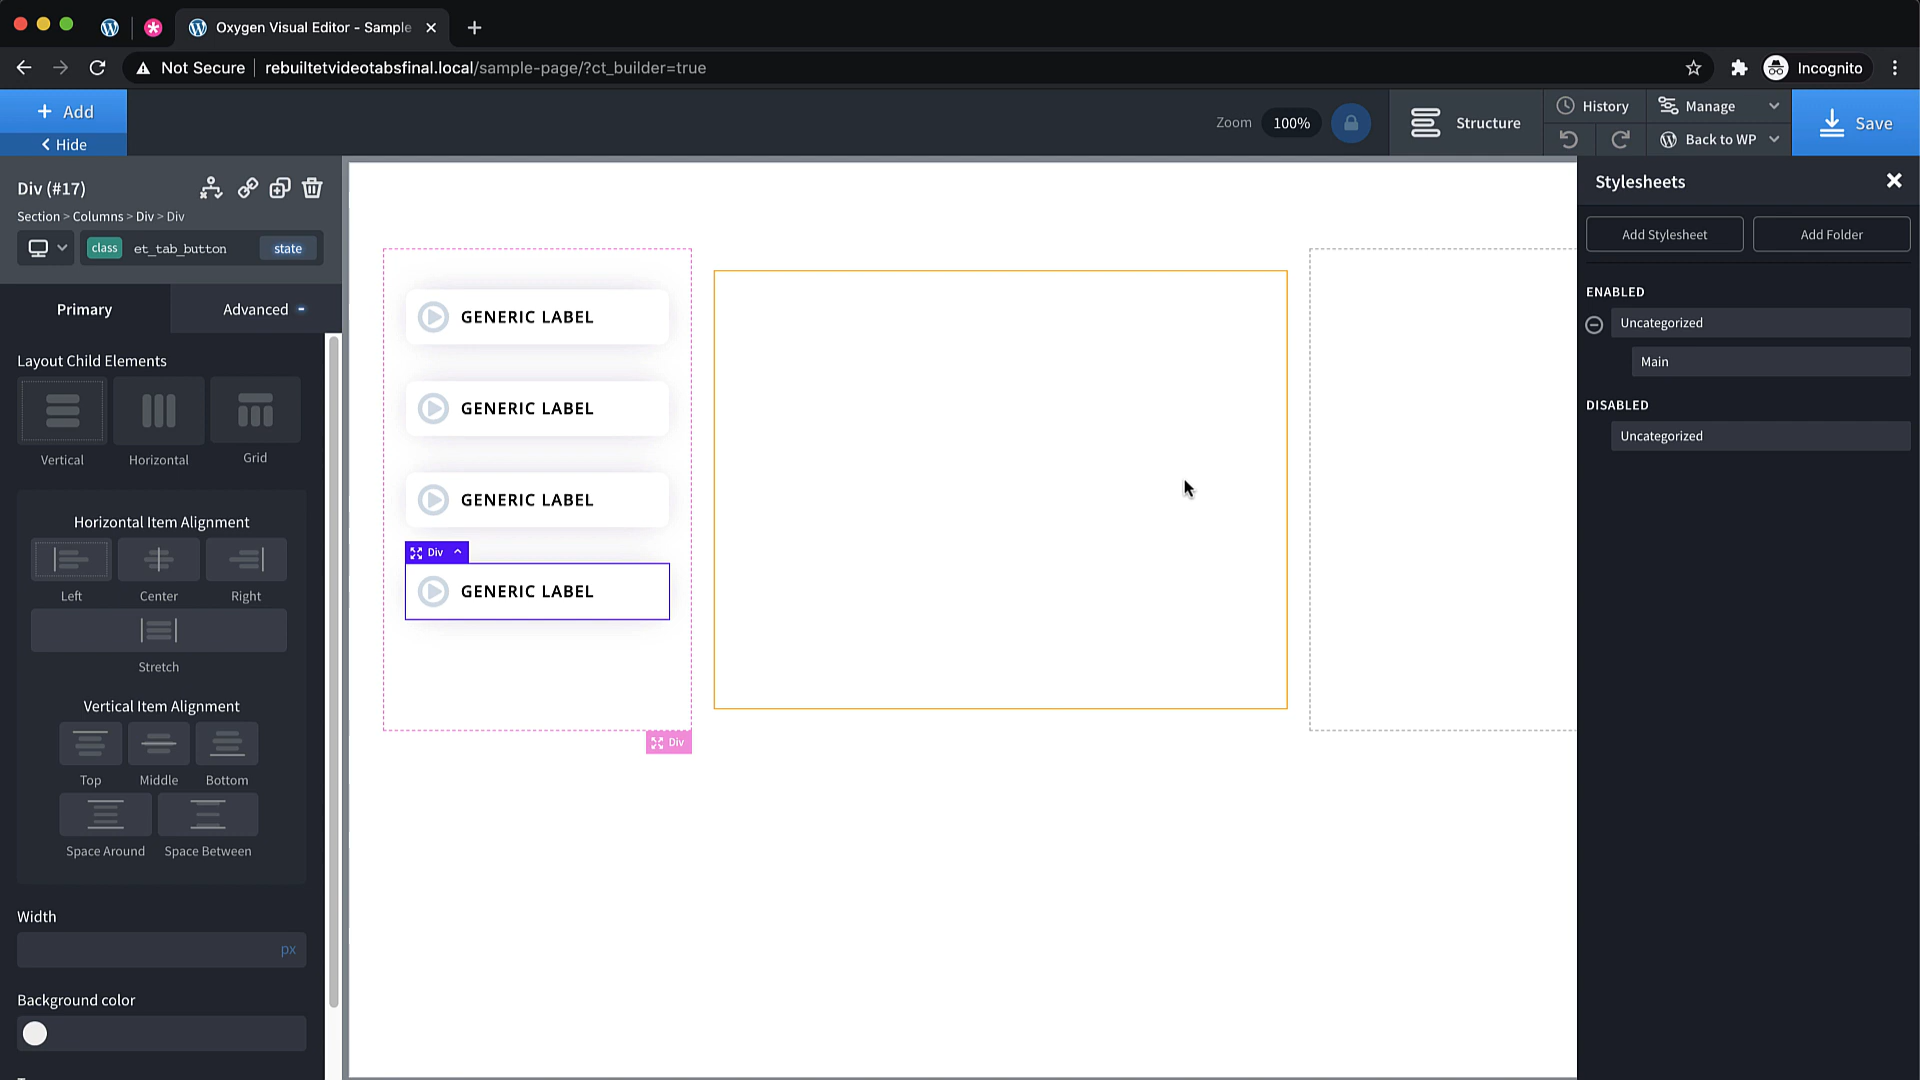 Oxygen Visual Editor - Sample
Not Secure
rebuiltetvideotabsfinal.local/sample-page/?ct_builder=true
Incognito
+ Add
Hide
Zoom
100%
Structure
History
Manage
Back to WP
Save
Div (#17)
Section > Columns > Div > Div
class et_tab_button state
Primary
Advanced
Layout Child Elements
Vertical
Horizontal
Grid
Horizontal Item Alignment
Left
Center
Right
Stretch
Vertical Item Alignment
Top
Middle
Bottom
Space Around
Space Between
Width
px
Background color
GENERIC LABEL
GENERIC LABEL
GENERIC LABEL
Div
GENERIC LABEL
Div
Stylesheets
Add Stylesheet
Add Folder
ENABLED
Uncategorized
Main
DISABLED
Uncategorized